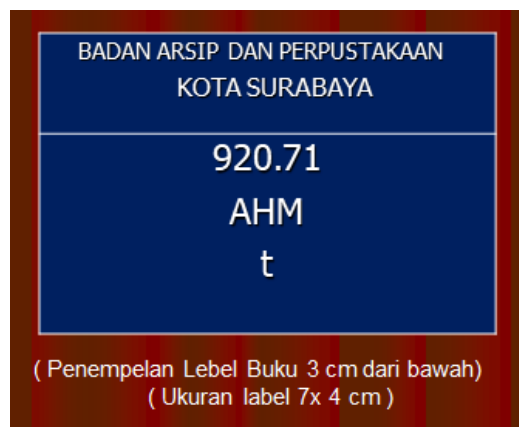 BADAN ARSIP DAN PERPUSTAKAAN
KOTA SURABAYA
920.71
AHM
t
( Penempelan Lebel Buku 3 cm dari bawah)
( Ukuran label 7x 4 cm )